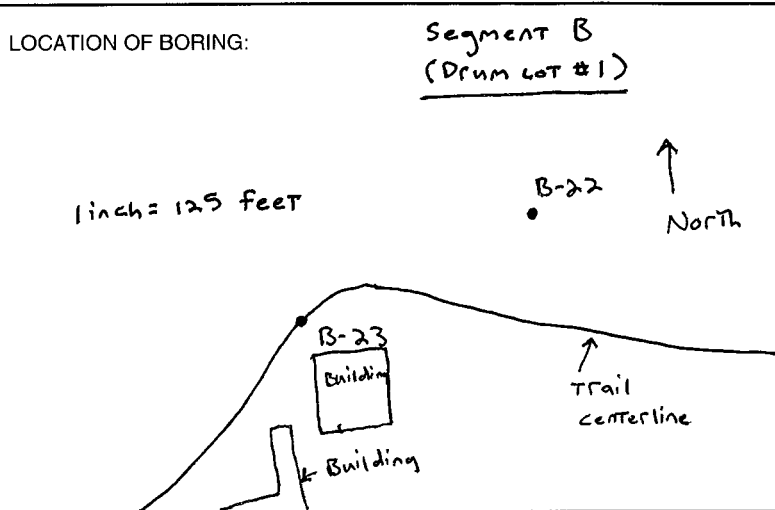 LOCATION OF BORING:
Segment B
(Drum Lot #1)
1 inch = 125 feet
B-22
North
B-23
Building
Trail
centerline
Building